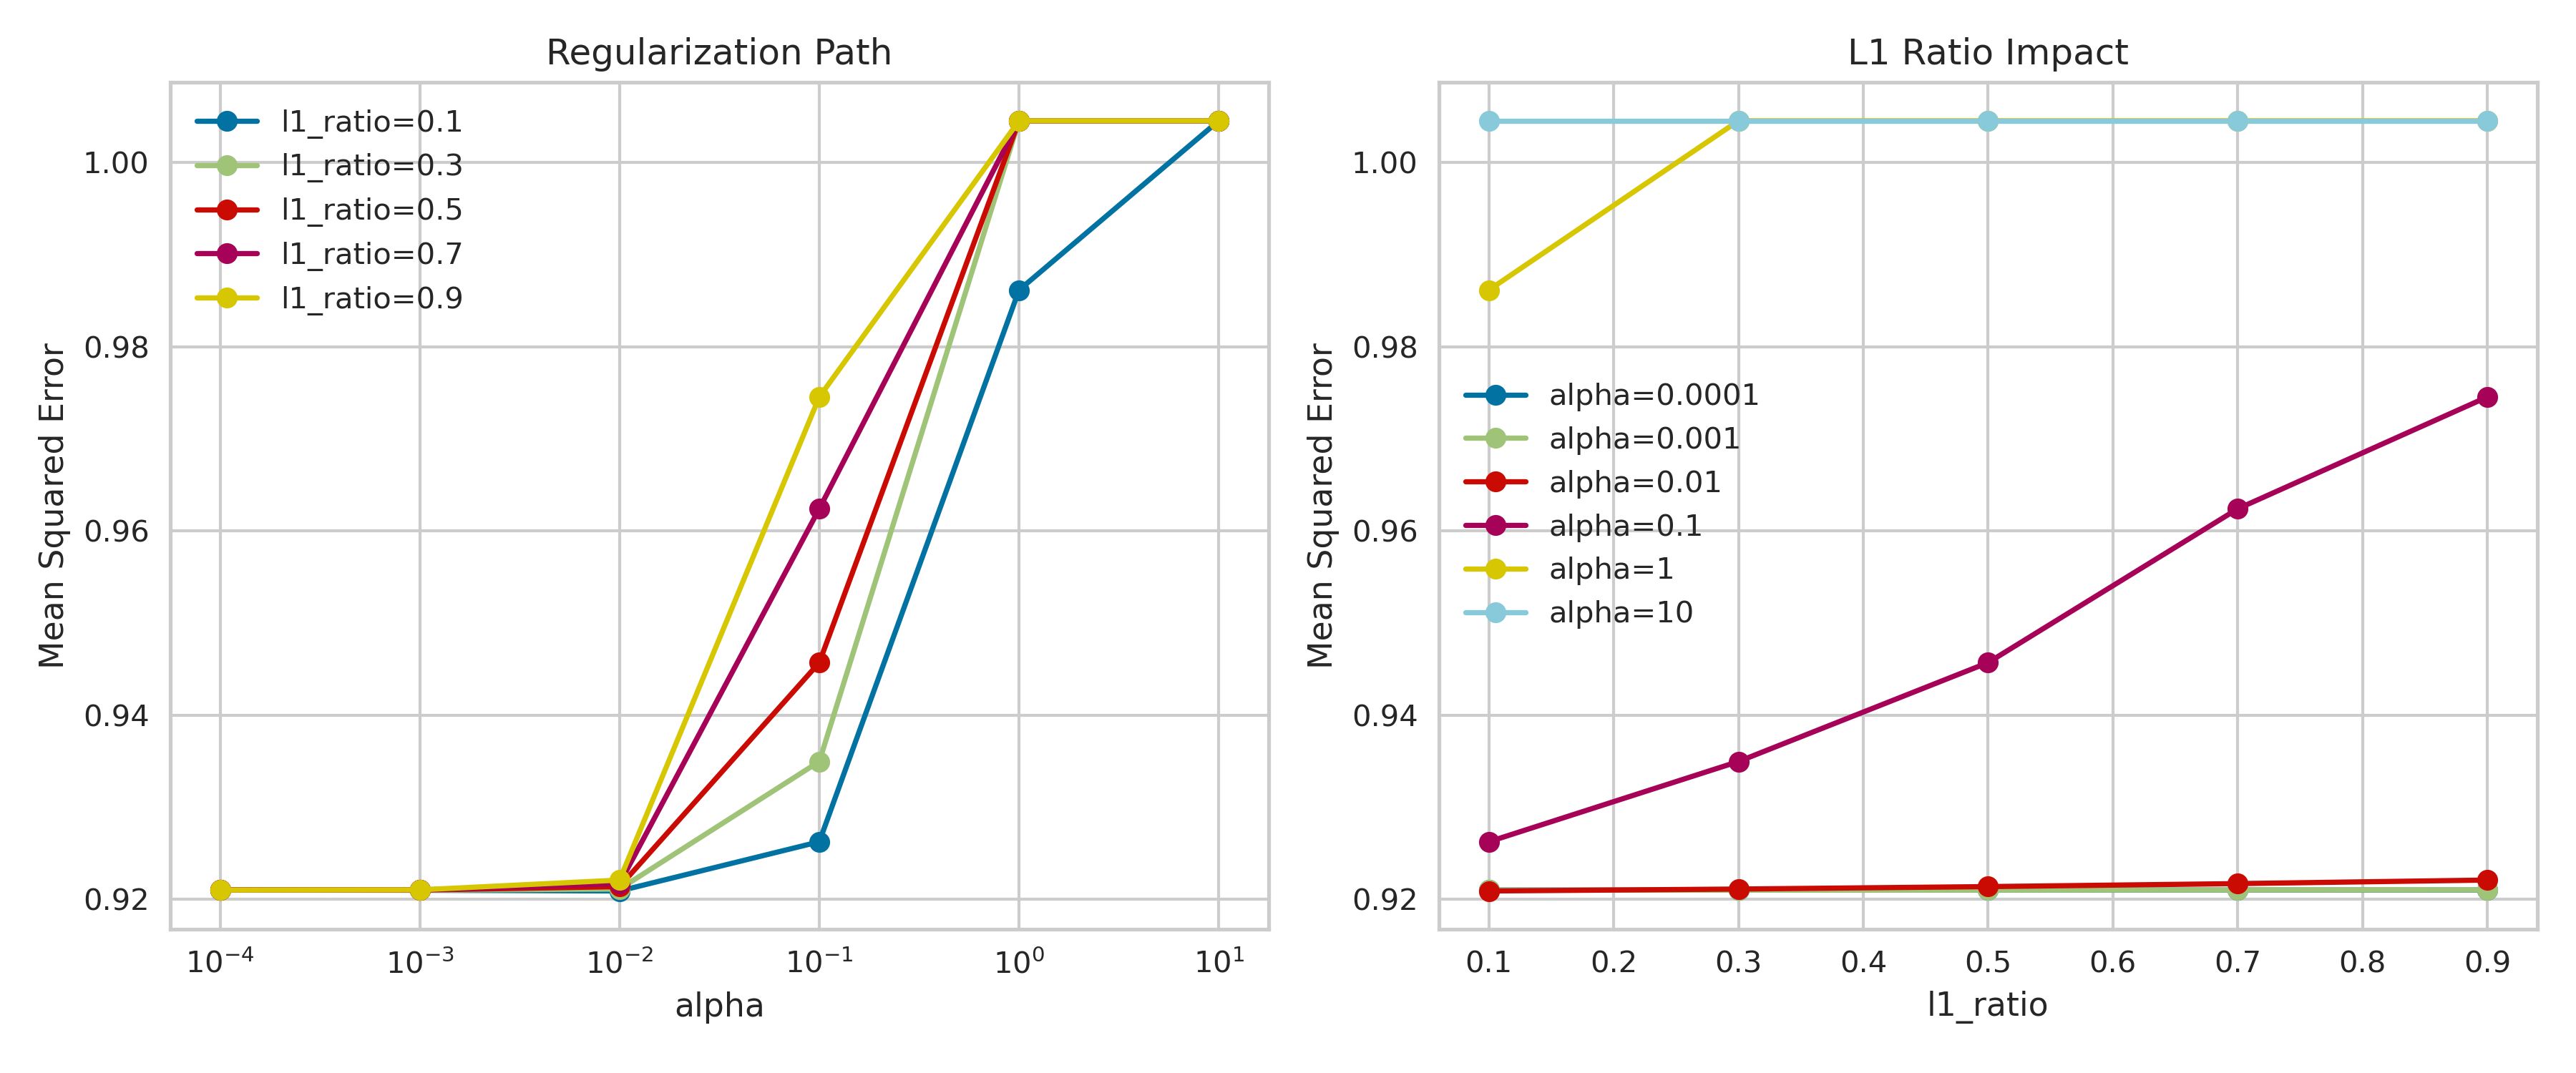 Regularization Path
l1_ratio=0.1
l1_ratio=0.3
l1_ratio=0.5
l1_ratio=0.7
l1_ratio=0.9
Mean Squared Error
1.00
0.98
0.96
0.94
0.92
10⁻⁴ 10⁻³ 10⁻² 10⁻¹ 10⁰ 10¹
alpha
L1 Ratio Impact
Mean Squared Error
1.00
0.98
0.96
0.94
0.92
alpha=0.0001
alpha=0.001
alpha=0.01
alpha=0.1
alpha=1
alpha=10
0.1 0.2 0.3 0.4 0.5 0.6 0.7 0.8 0.9
l1_ratio